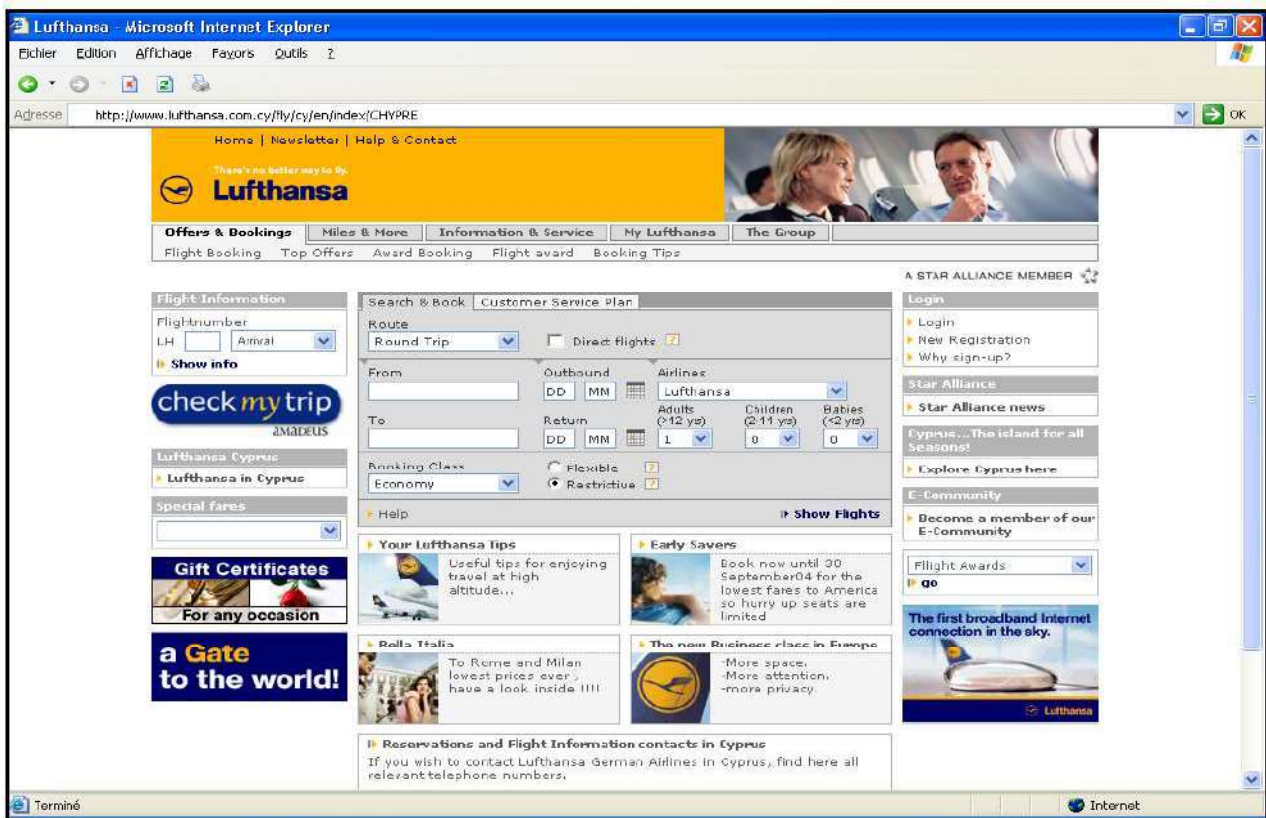 Lufthansa - Microsoft Internet Explorer
Fichier Edition Affichage Favoris Outils ?
Adresse http://www.lufthansa.com.cy/fly/cy/en/index/CHYPRE OK
Home | Newsletter | Help & Contact
There's no better way to fly.
Lufthansa
Offers & Bookings Miles & More Information & Service My Lufthansa The Group
Flight Booking Top Offers Award Booking Flight award Booking Tips
A STAR ALLIANCE MEMBER
Flight Information
Flightnumber
LH Arrival
Show info
check my trip
AMADEUS
Lufthansa Cyprus
Lufthansa in Cyprus
Special fares
Gift Certificates
For any occasion
a Gate
to the world!
Search & Book Customer Service Plan
Route
Round Trip Direct flights ?
From Outbound Airlines
DD MM Lufthansa
To Return Adults Children Babies
(>12 yrs) (2-11 yrs) (<2 yrs)
DD MM 1 0 0
Booking Class Flexible ?
Economy Restrictive ?
Help Show Flights
Your Lufthansa Tips
Useful tips for enjoying
travel at high
altitude...
Early Savers
Book now until 30
September04 for the
lowest fares to America
so hurry up seats are
limited
Bella Italia
To Rome and Milan
lowest prices ever ,
have a look inside !!!!
The new Business class in Europe
-More space.
-More attention.
-more privacy.
Reservations and Flight Information contacts in Cyprus
If you wish to contact Lufthansa German Airlines in Cyprus, find here all
relevant telephone numbers.
Login
Login
New Registration
Why sign-up?
Star Alliance
Star Alliance news
Cyprus...The island for all
Seasons!
Explore Cyprus here
E-Community
Become a member of our
E-Community
Fllight Awards
go
The first broadband Internet
connection in the sky.
Lufthansa
Terminé Internet